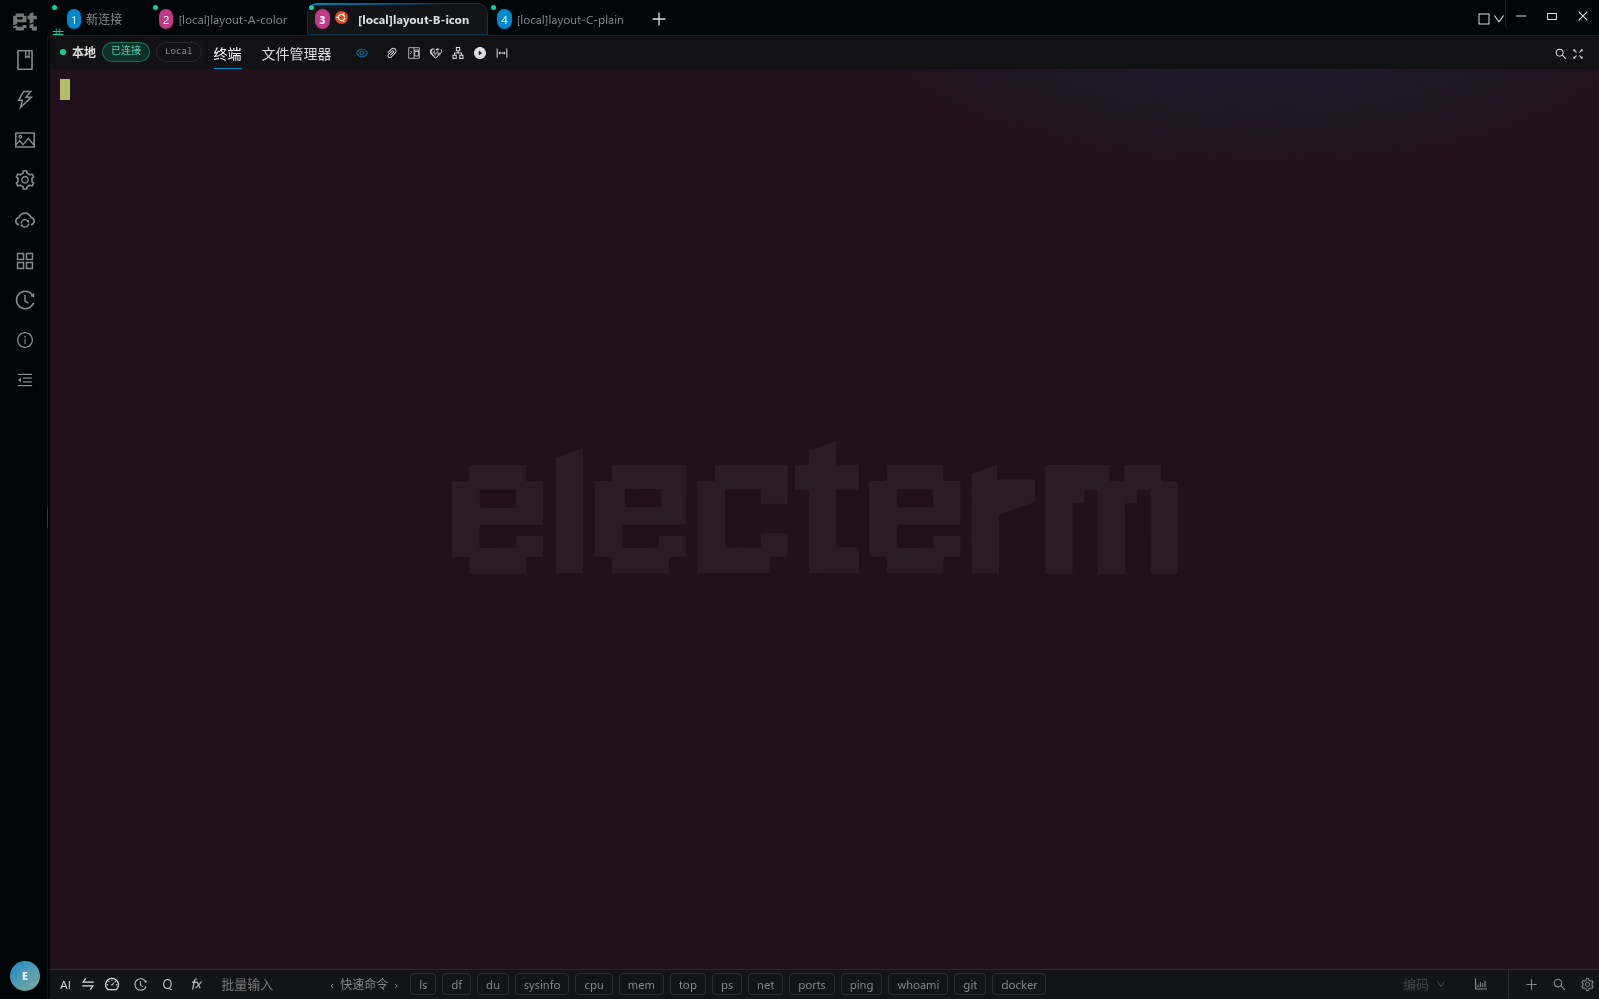 et
1 新连接
2 [local]layout-A-color
3 [local]layout-B-icon
4 [local]layout-C-plain
本地 已连接 Local 终端 文件管理器
electerm
E
AI Q fx 批量输入 ‹ 快速命令 › ls df du sysinfo cpu mem top ps net ports ping whoami git docker 编码